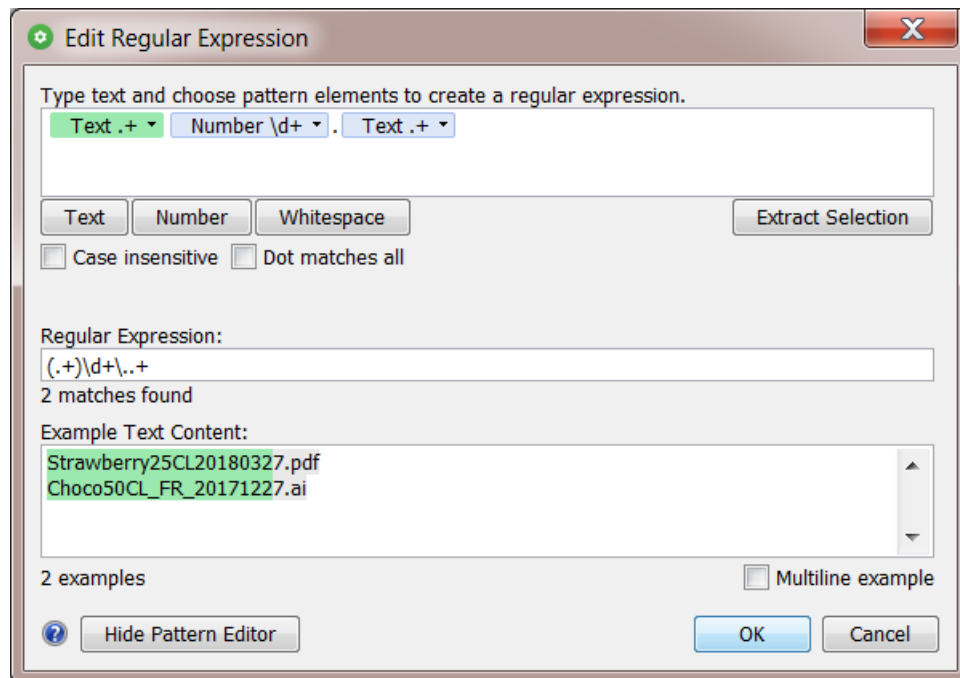 Edit Regular Expression
X
Type text and choose pattern elements to create a regular expression.
Text .+ Number \d+ . Text .+
Text Number Whitespace Extract Selection
Case insensitive Dot matches all
Regular Expression:
(.+)\d+\..+
2 matches found
Example Text Content:
Strawberry25CL20180327.pdf
Choco50CL_FR_20171227.ai
2 examples Multiline example
? Hide Pattern Editor OK Cancel